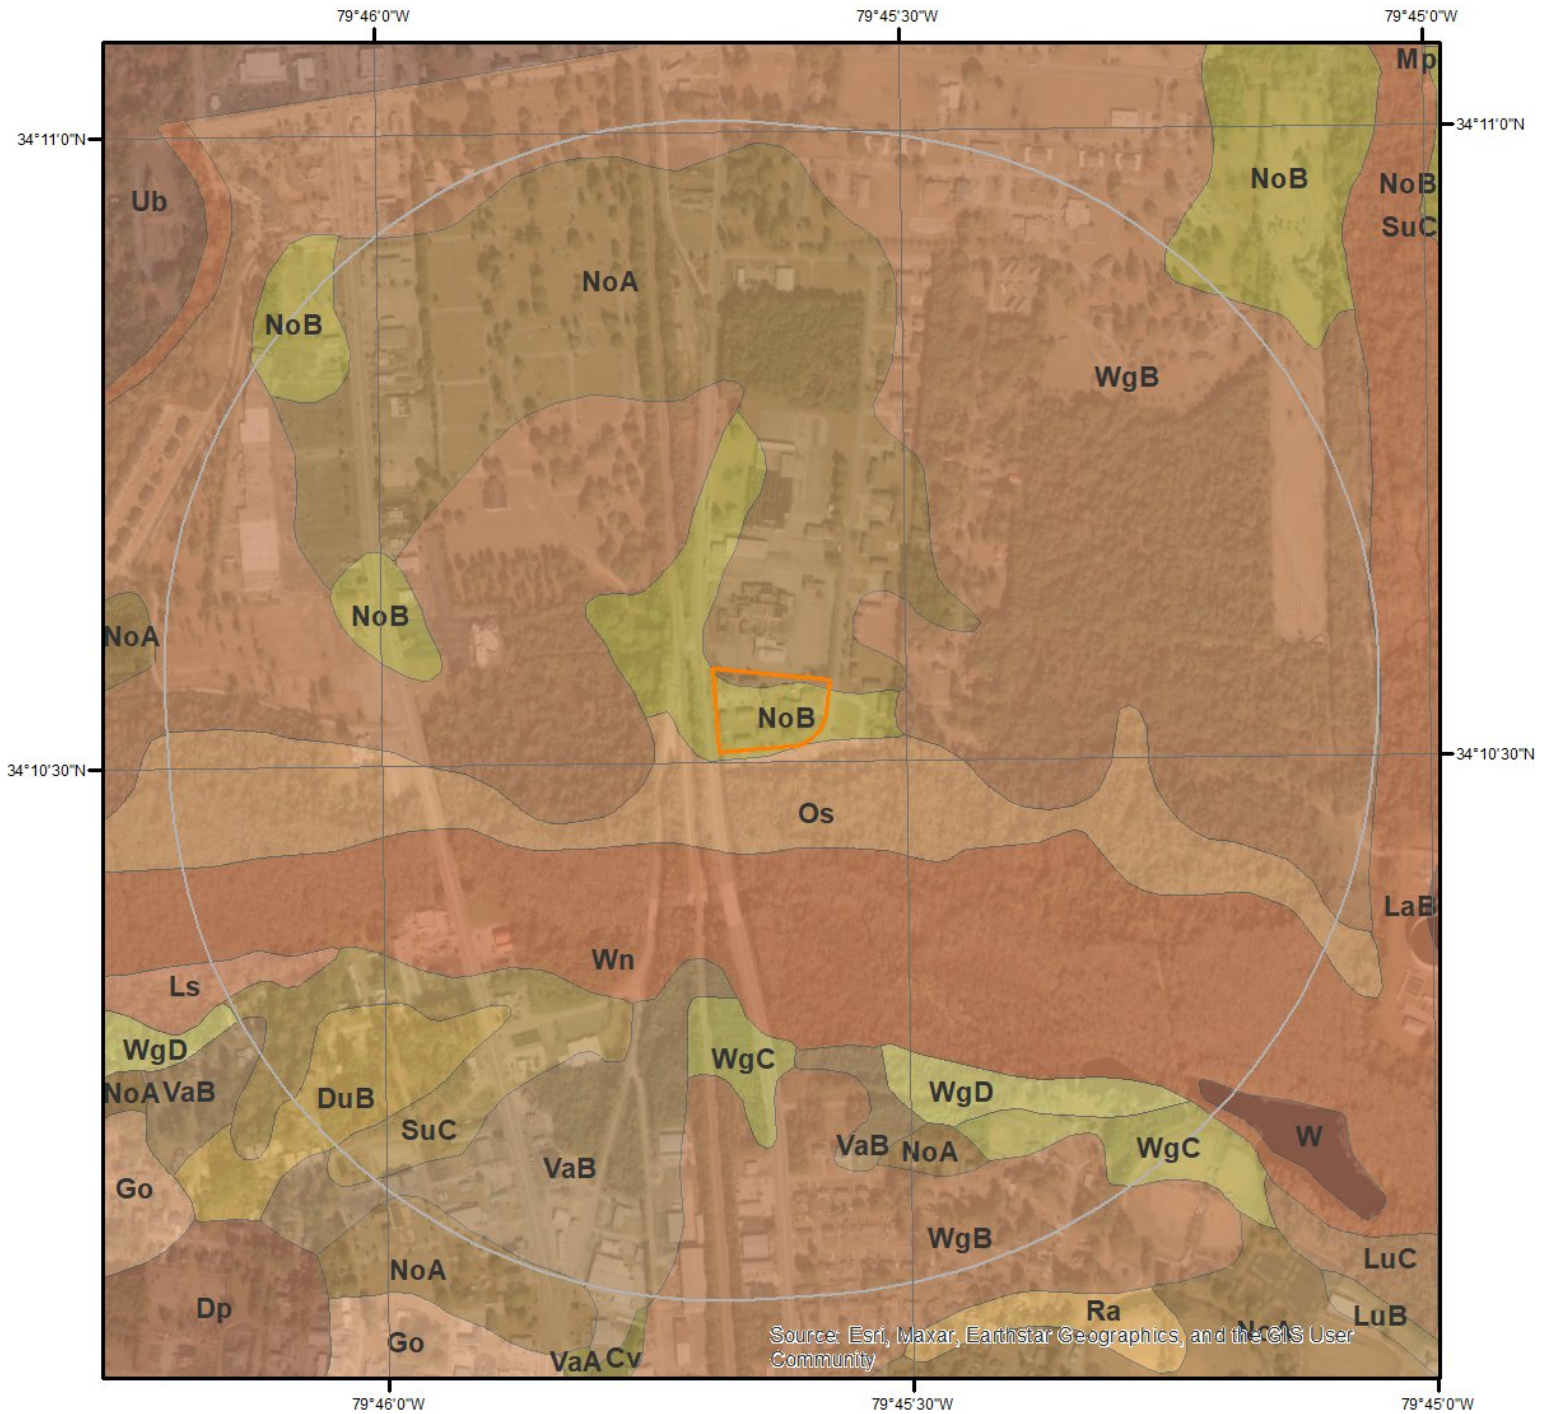 79°46'0"W 79°45'30"W 79°45'0"W
Mp
34°11'0"N 34°11'0"N
NoB NoB
Ub
SuC
NoA
NoB
WgB
NoB
NoA
NoB
34°10'30"N 34°10'30"N
Os
LaB
Wn
Ls
WgD WgC
NoA VaB DuB WgD
SuC W
VaB NoA WgC
VaB
Go
WgB
LuC
NoA
Dp Ra LuB
NoA
Go
Source: Esri, Maxar, Earthstar Geographics, and the GIS User
Community
VaA Cv
79°46'0"W 79°45'30"W 79°45'0"W